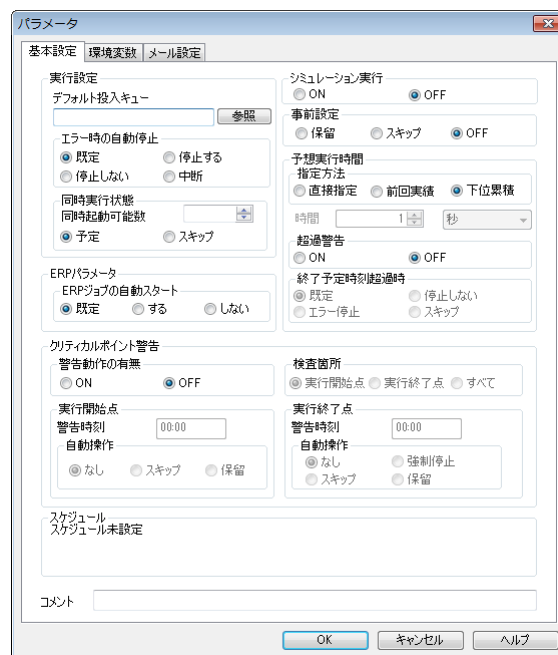 パラメータ
基本設定 環境変数 メール設定
実行設定
デフォルト投入キュー
参照
エラー時の自動停止
既定 停止する
停止しない 中断
同時実行状態
同時起動可能数
予定 スキップ
ERPパラメータ
ERPジョブの自動スタート
既定 する しない
シミュレーション実行
ON OFF
事前設定
保留 スキップ OFF
予想実行時間
指定方法
直接指定 前回実績 下位累積
時間 1 秒
超過警告
ON OFF
終了予定時刻超過時
既定 停止しない
エラー停止 スキップ
クリティカルポイント警告
警告動作の有無
ON OFF
検査箇所
実行開始点 実行終了点 すべて
実行開始点
警告時刻 00:00
自動操作
なし スキップ 保留
実行終了点
警告時刻 00:00
自動操作
なし 強制停止
スキップ 保留
スケジュール
スケジュール未設定
コメント
OK キャンセル ヘルプ